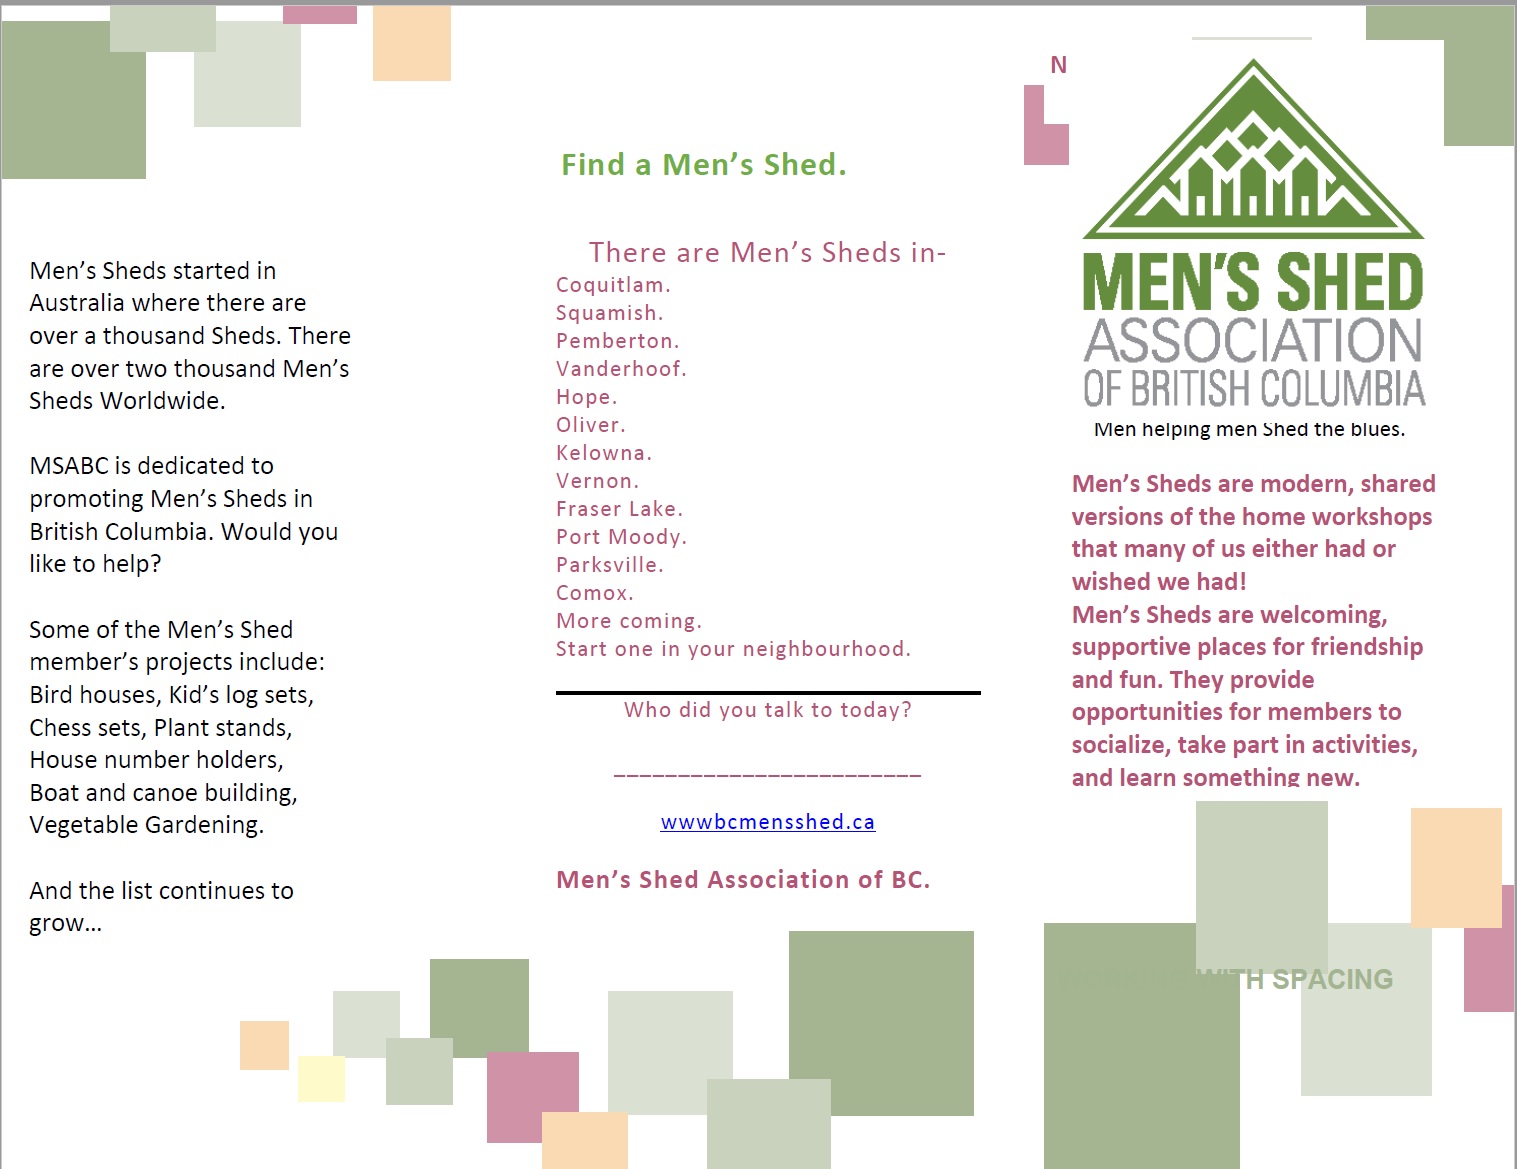 Men’s Sheds started in
Australia where there are
over a thousand Sheds. There
are over two thousand Men’s
Sheds Worldwide.
MSABC is dedicated to
promoting Men’s Sheds in
British Columbia. Would you
like to help?
Some of the Men’s Shed
member’s projects include:
Bird houses, Kid’s log sets,
Chess sets, Plant stands,
House number holders,
Boat and canoe building,
Vegetable Gardening.
And the list continues to
grow…
Find a Men’s Shed.
There are Men’s Sheds in-
Coquitlam.
Squamish.
Pemberton.
Vanderhoof.
Hope.
Oliver.
Kelowna.
Vernon.
Fraser Lake.
Port Moody.
Parksville.
Comox.
More coming.
Start one in your neighbourhood.
Who did you talk to today?
________________________
wwwbcmensshed.ca
Men’s Shed Association of BC.
N
MEN’S SHED
ASSOCIATION
OF BRITISH COLUMBIA
Men helping men Shed the blues.
Men’s Sheds are modern, shared
versions of the home workshops
that many of us either had or
wished we had!
Men’s Sheds are welcoming,
supportive places for friendship
and fun. They provide
opportunities for members to
socialize, take part in activities,
and learn something new.
WITH SPACING